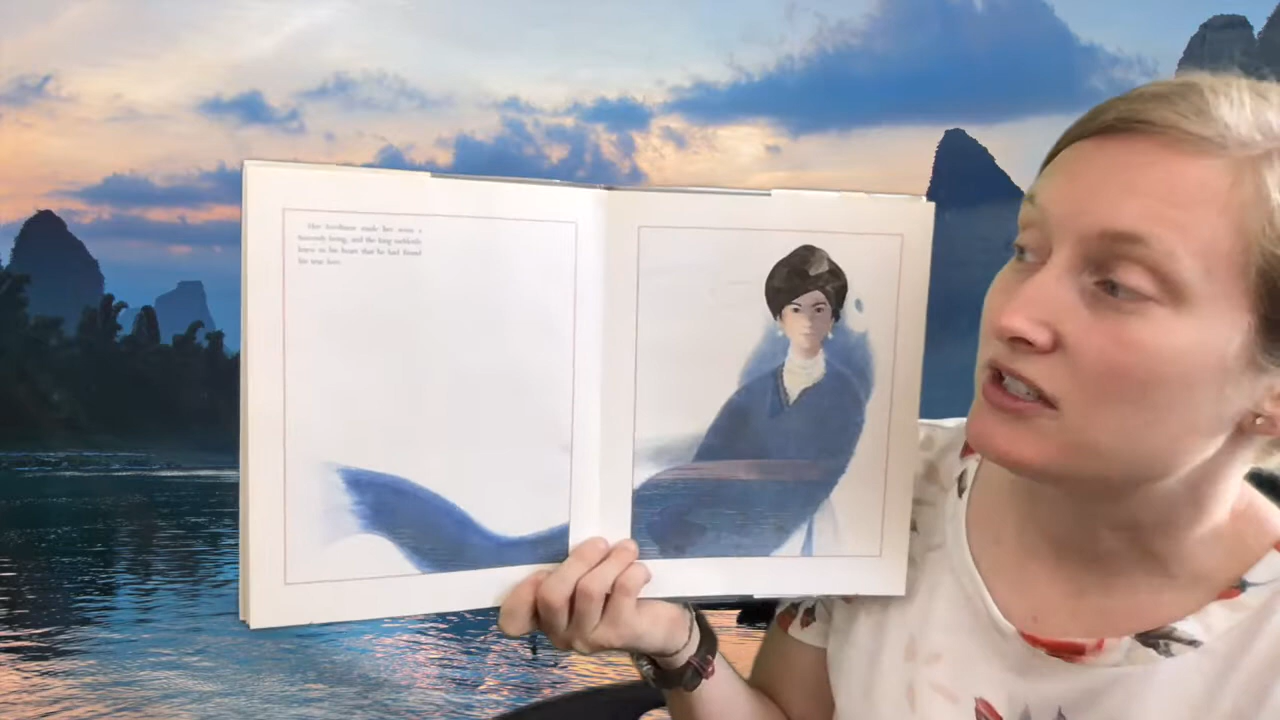 Her loveliness made her seem a
heavenly being, and the king suddenly
knew in his heart that he had found
his true love.